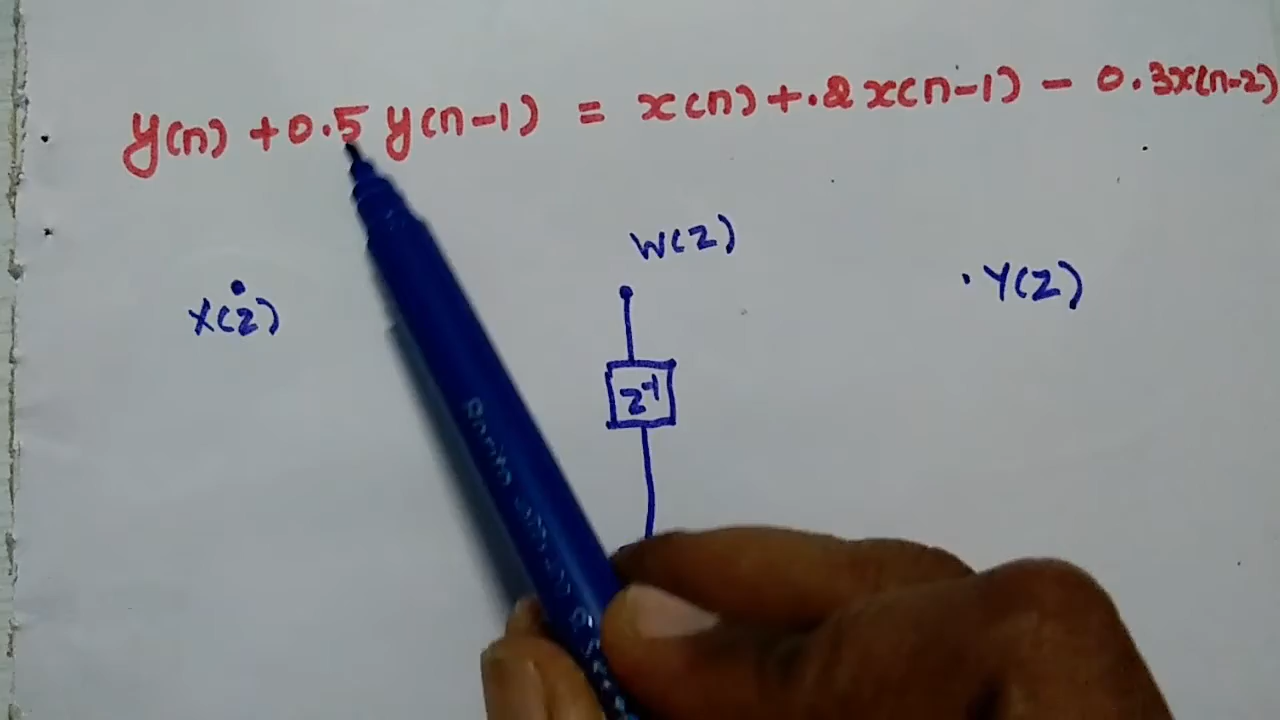 y(n) + 0.5 y(n-1) = x(n) + .2 x(n-1) - 0.3x(n-2)
W(z)
X(z)
Y(z)
z⁻¹